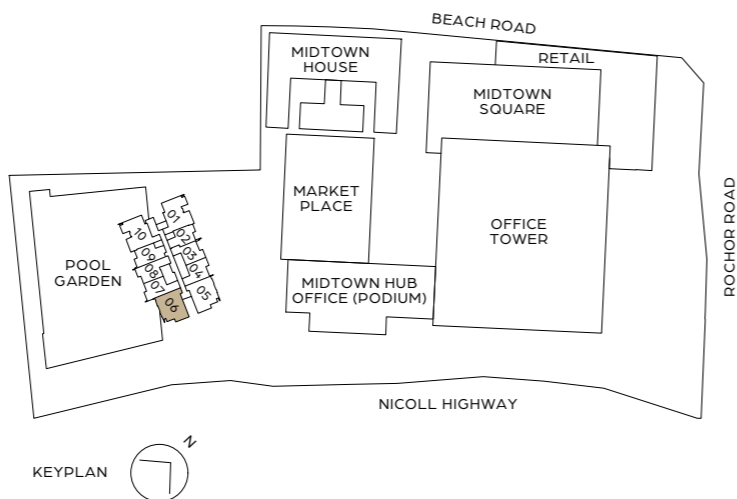 BEACH ROAD
MIDTOWN
HOUSE
RETAIL
MIDTOWN
SQUARE
MARKET
PLACE
OFFICE
TOWER
ROCHOR ROAD
POOL
GARDEN
01
02
03
04
05
10
09
08
07
06
MIDTOWN HUB
OFFICE (PODIUM)
NICOLL HIGHWAY
KEYPLAN
N